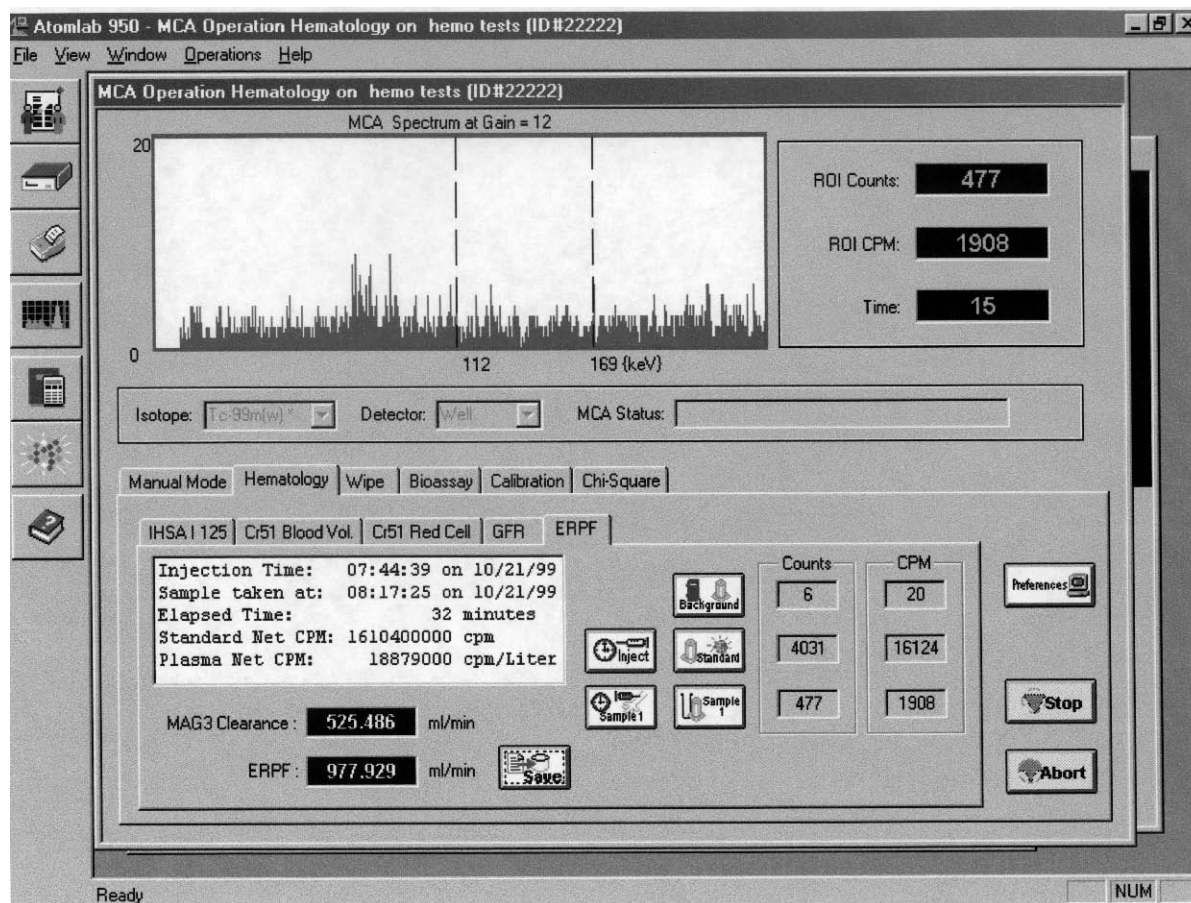 Atomlab 950 - MCA Operation Hematology on hemo tests (ID#22222)
File View Window Operations Help
MCA Operation Hematology on hemo tests (ID#22222)
MCA Spectrum at Gain = 12
20
0
112
169 {keV}
ROI Counts: 477
ROI CPM: 1908
Time: 15
Isotope: Tc-99m(w) * Detector: Well MCA Status:
Manual Mode Hematology Wipe Bioassay Calibration Chi-Square
IHSA I 125 Cr51 Blood Vol. Cr51 Red Cell GFR ERPF
Injection Time: 07:44:39 on 10/21/99
Sample taken at: 08:17:25 on 10/21/99
Elapsed Time: 32 minutes
Standard Net CPM: 1610400000 cpm
Plasma Net CPM: 18879000 cpm/Liter
MAG3 Clearance : 525.486 ml/min
ERPF : 977.929 ml/min
Save
Counts CPM
Background 6 20
Inject Standard 4031 16124
Sample 1 Sample 1 477 1908
Preferences
Stop
Abort
Ready NUM